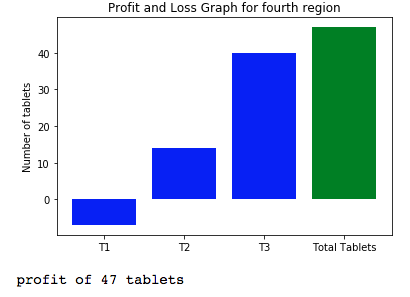 Profit and Loss Graph for fourth region
Number of tablets
40
30
20
10
0
T1 T2 T3 Total Tablets
profit of 47 tablets